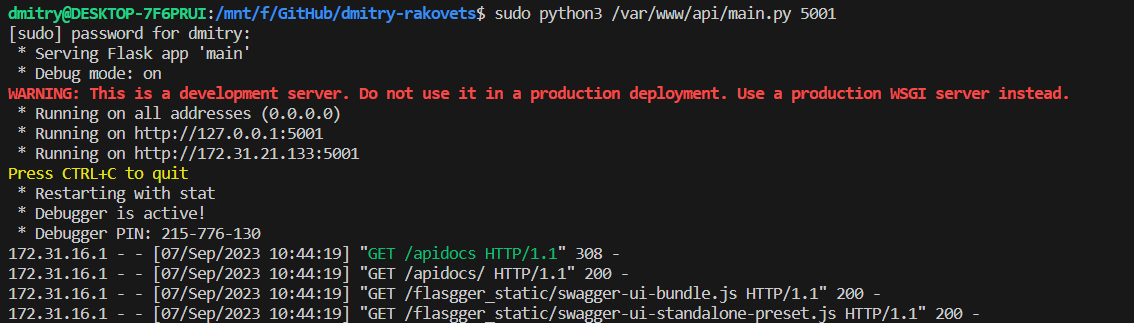 dmitry@DESKTOP-7F6PRUI:/mnt/f/GitHub/dmitry-rakovets$ sudo python3 /var/www/api/main.py 5001
[sudo] password for dmitry:
 * Serving Flask app 'main'
 * Debug mode: on
WARNING: This is a development server. Do not use it in a production deployment. Use a production WSGI server instead.
 * Running on all addresses (0.0.0.0)
 * Running on http://127.0.0.1:5001
 * Running on http://172.31.21.133:5001
Press CTRL+C to quit
 * Restarting with stat
 * Debugger is active!
 * Debugger PIN: 215-776-130
172.31.16.1 - - [07/Sep/2023 10:44:19] "GET /apidocs HTTP/1.1" 308 -
172.31.16.1 - - [07/Sep/2023 10:44:19] "GET /apidocs/ HTTP/1.1" 200 -
172.31.16.1 - - [07/Sep/2023 10:44:19] "GET /flasgger_static/swagger-ui-bundle.js HTTP/1.1" 200 -
172.31.16.1 - - [07/Sep/2023 10:44:19] "GET /flasgger_static/swagger-ui-standalone-preset.js HTTP/1.1" 200 -